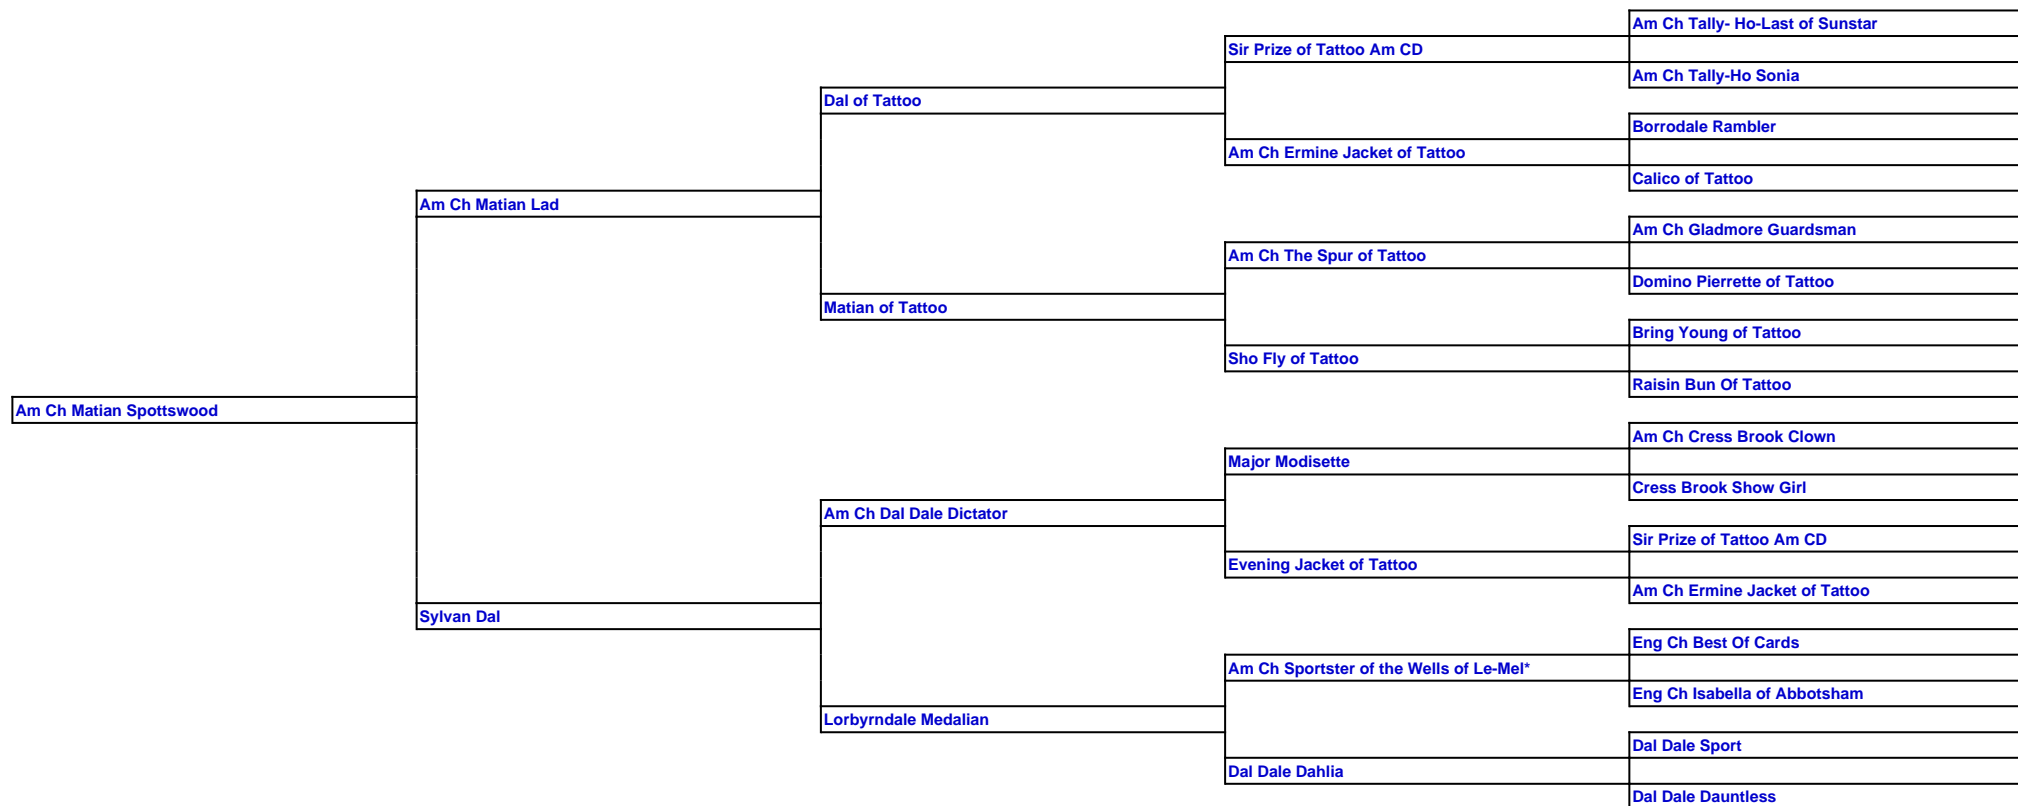 Am Ch Tally- Ho-Last of Sunstar
Sir Prize of Tattoo Am CD
Am Ch Tally-Ho Sonia
Dal of Tattoo
Borrodale Rambler
Am Ch Ermine Jacket of Tattoo
Calico of Tattoo
Am Ch Matian Lad
Am Ch Gladmore Guardsman
Am Ch The Spur of Tattoo
Domino Pierrette of Tattoo
Matian of Tattoo
Bring Young of Tattoo
Sho Fly of Tattoo
Raisin Bun Of Tattoo
Am Ch Matian Spottswood
Am Ch Cress Brook Clown
Major Modisette
Cress Brook Show Girl
Am Ch Dal Dale Dictator
Sir Prize of Tattoo Am CD
Evening Jacket of Tattoo
Am Ch Ermine Jacket of Tattoo
Sylvan Dal
Eng Ch Best Of Cards
Am Ch Sportster of the Wells of Le-Mel*
Eng Ch Isabella of Abbotsham
Lorbyrndale Medalian
Dal Dale Sport
Dal Dale Dahlia
Dal Dale Dauntless